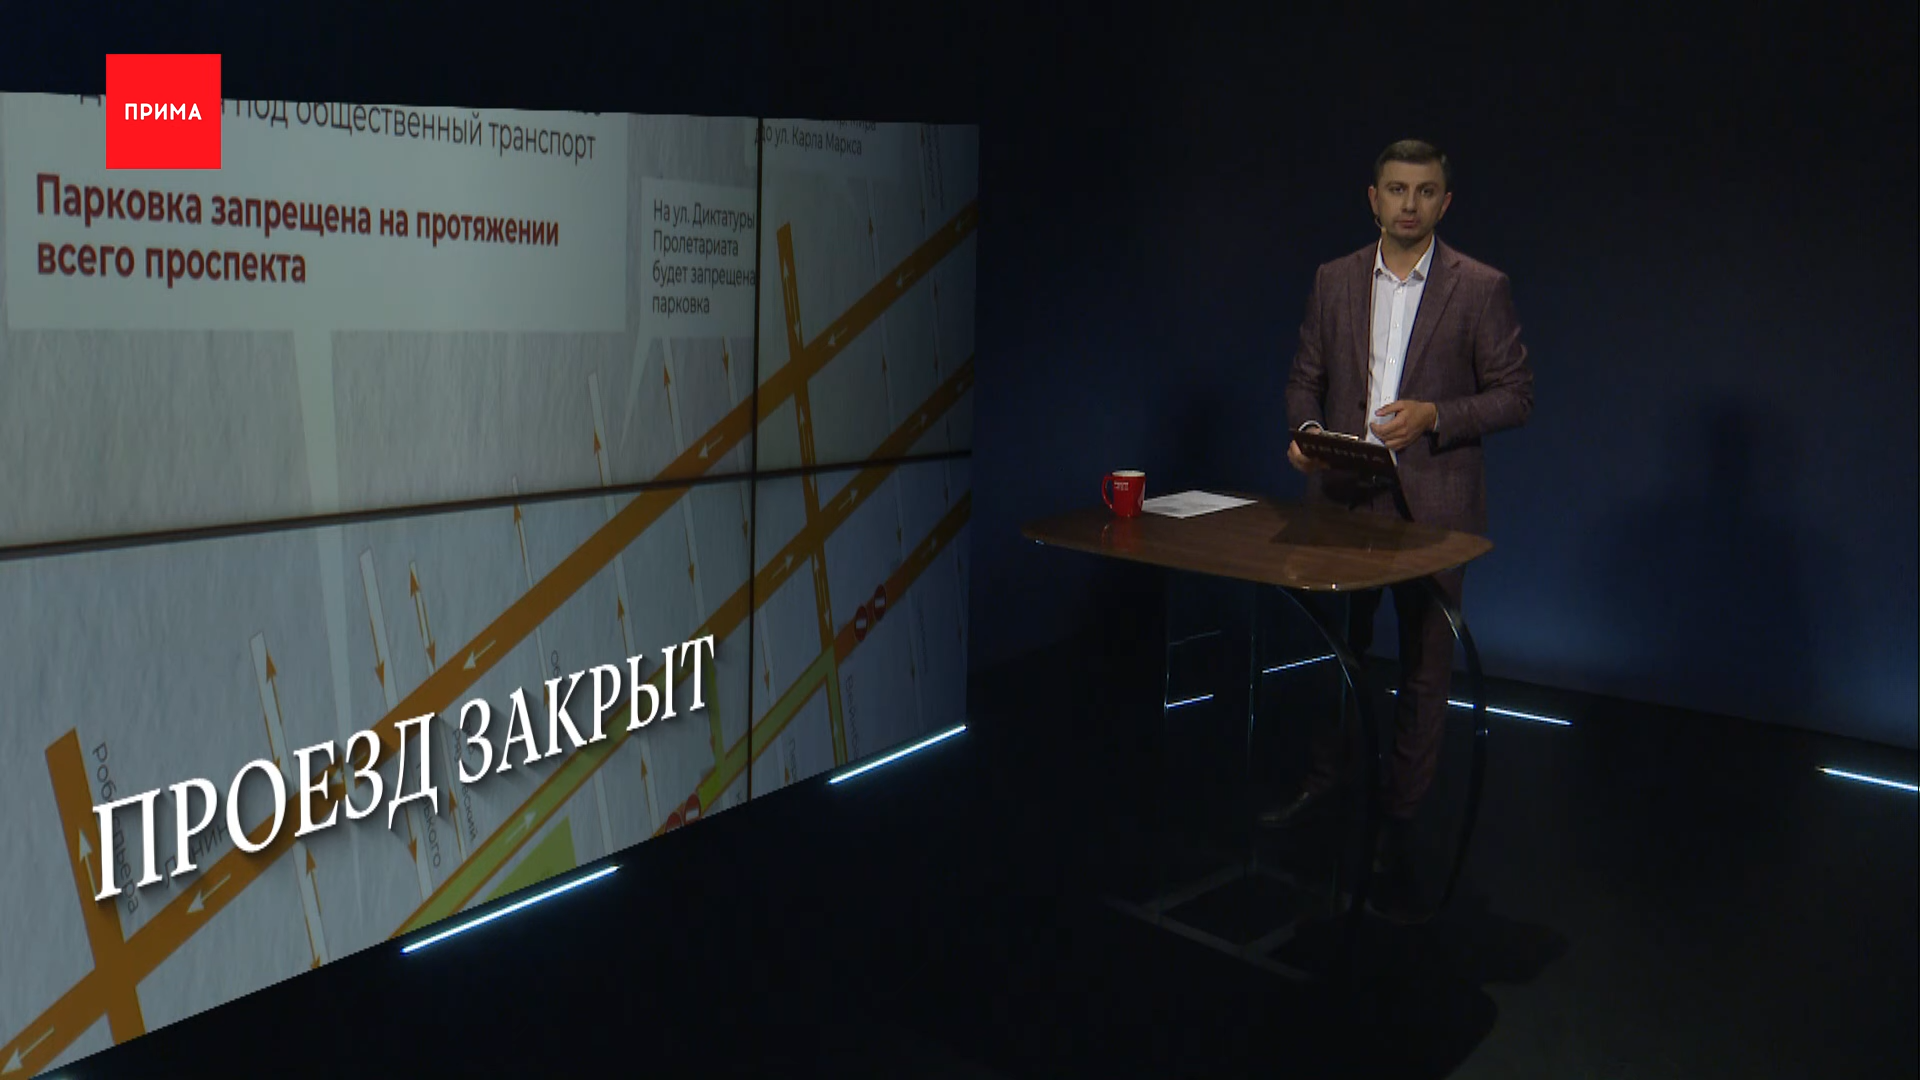 ПРИМА
под общественный транспорт
Парковка запрещена на протяжении
всего проспекта
до ул. Карла Маркса
На ул. Диктатуры
Пролетариата
будет запрещена
парковка
ПРОЕЗД ЗАКРЫТ
Робеспьера